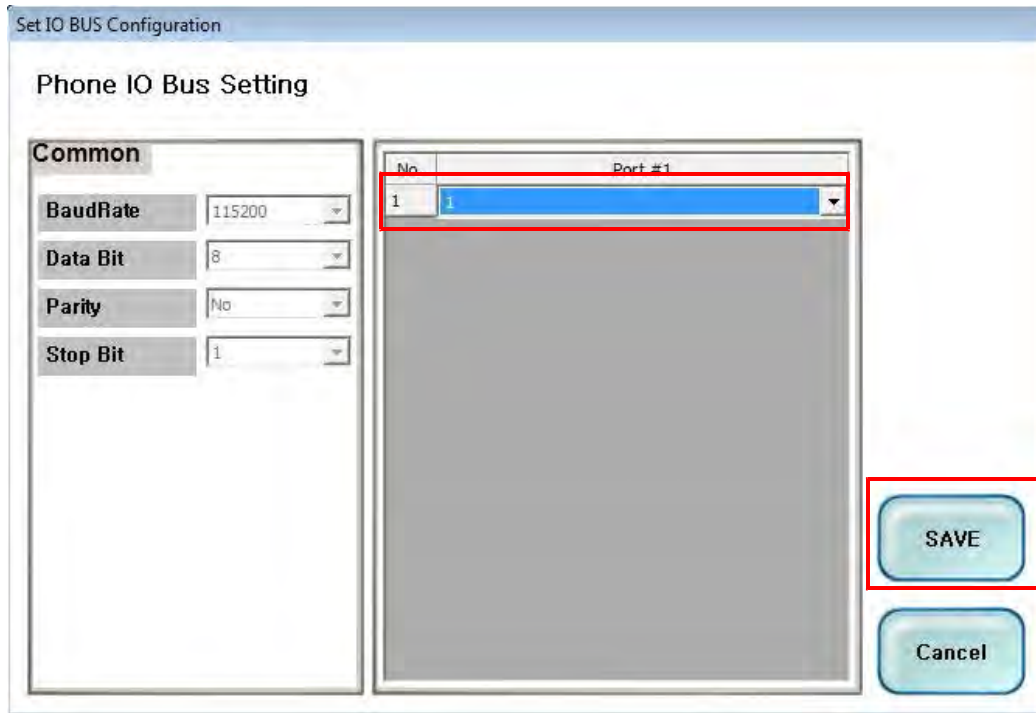 Set IO BUS Configuration
Phone IO Bus Setting
Common
BaudRate 115200
Data Bit 8
Parity No
Stop Bit 1
No Port #1
1 1
SAVE
Cancel